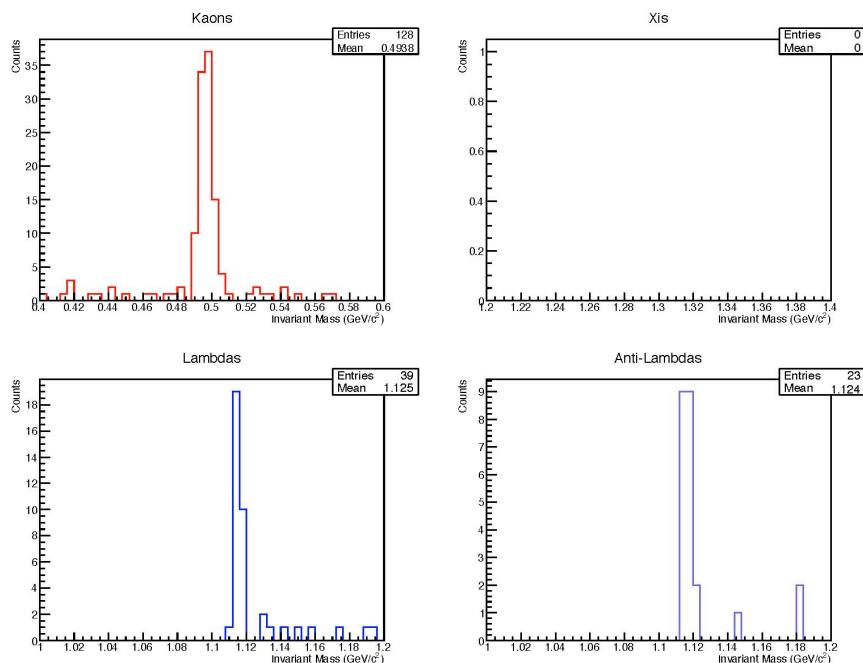 Kaons
Entries 128
Mean 0.4938
Counts
35
30
25
20
15
10
5
0
0.4 0.42 0.44 0.46 0.48 0.5 0.52 0.54 0.56 0.58 0.6
Invariant Mass (GeV/c²)
Xis
Entries 0
Mean 0
Counts
1
0.8
0.6
0.4
0.2
0
1.2 1.22 1.24 1.26 1.28 1.3 1.32 1.34 1.36 1.38 1.4
Invariant Mass (GeV/c²)
Lambdas
Entries 39
Mean 1.125
Counts
18
16
14
12
10
8
6
4
2
0
1 1.02 1.04 1.06 1.08 1.1 1.12 1.14 1.16 1.18 1.2
Invariant Mass (GeV/c²)
Anti-Lambdas
Entries 23
Mean 1.124
Counts
9
8
7
6
5
4
3
2
1
0
1 1.02 1.04 1.06 1.08 1.1 1.12 1.14 1.16 1.18 1.2
Invariant Mass (GeV/c²)